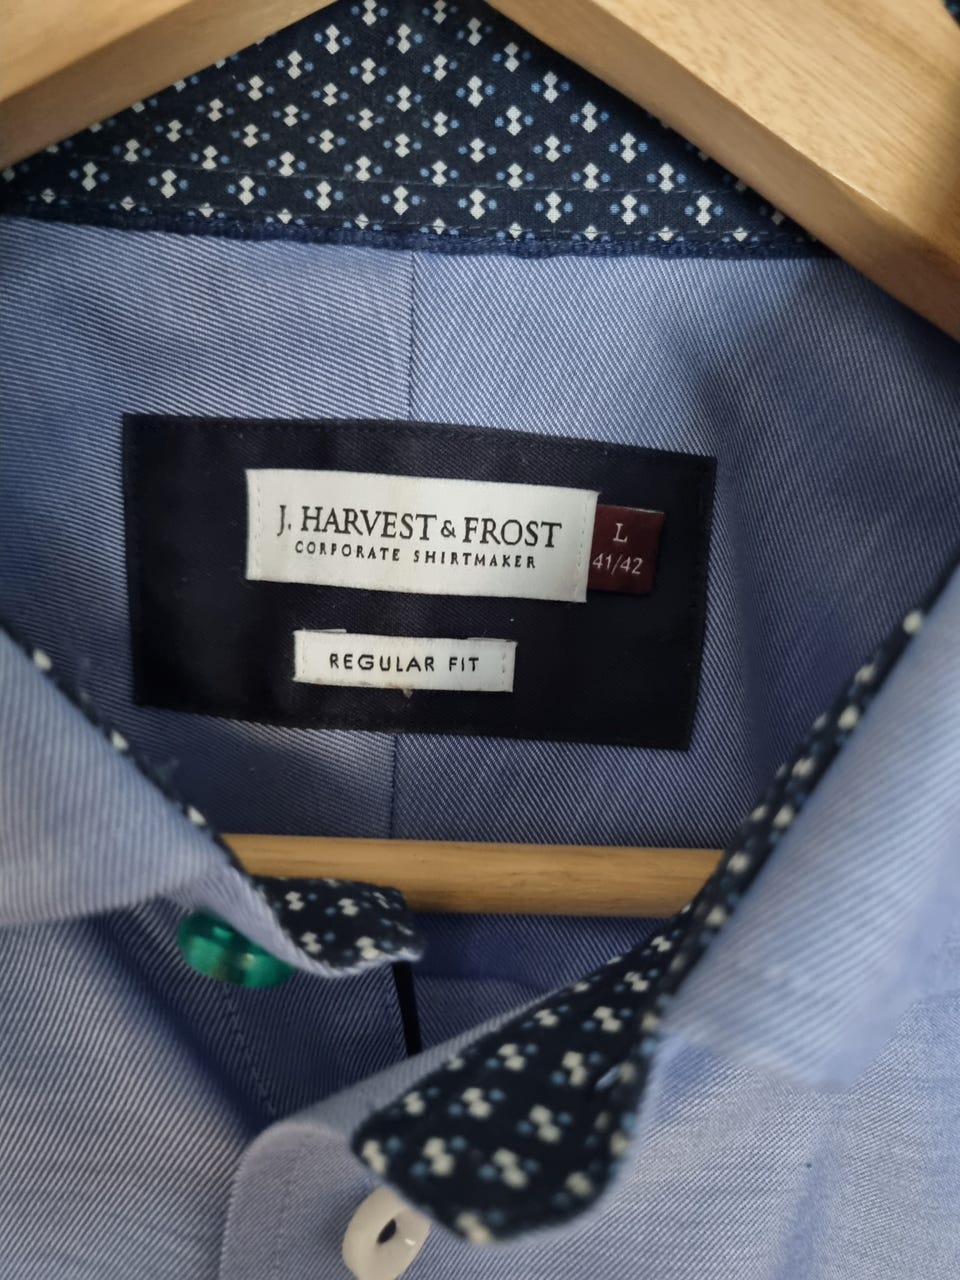 J. HARVEST & FROST
CORPORATE SHIRTMAKER
L
41/42
REGULAR FIT